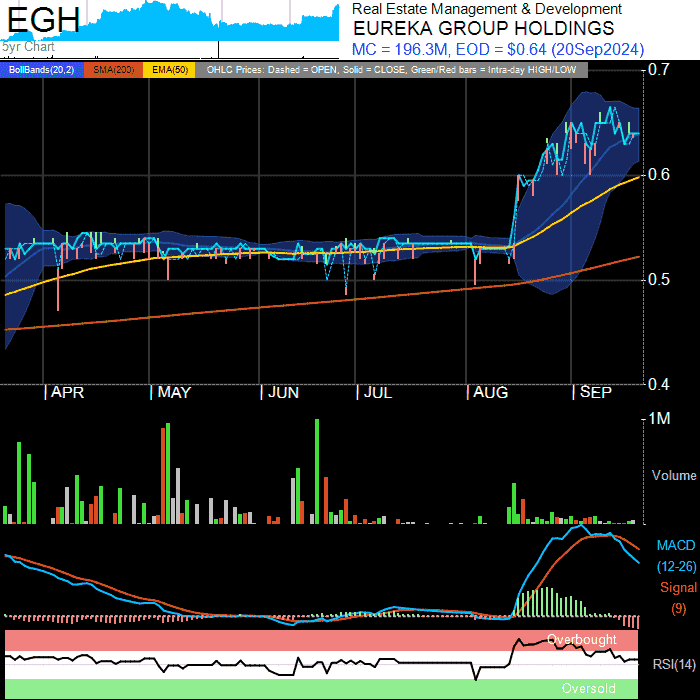 EGH
5yr Chart
Real Estate Management & Development
EUREKA GROUP HOLDINGS
MC = 196.3M, EOD = $0.64 (20Sep2024)
BollBands(20,2) SMA(200) EMA(50) OHLC Prices: Dashed = OPEN, Solid = CLOSE, Green/Red bars = Intra-day HIGH/LOW
0.7
0.6
0.5
0.4
APR MAY JUN JUL AUG SEP
1M
Volume
MACD
(12-26)
Signal
(9)
Overbought
RSI(14)
Oversold